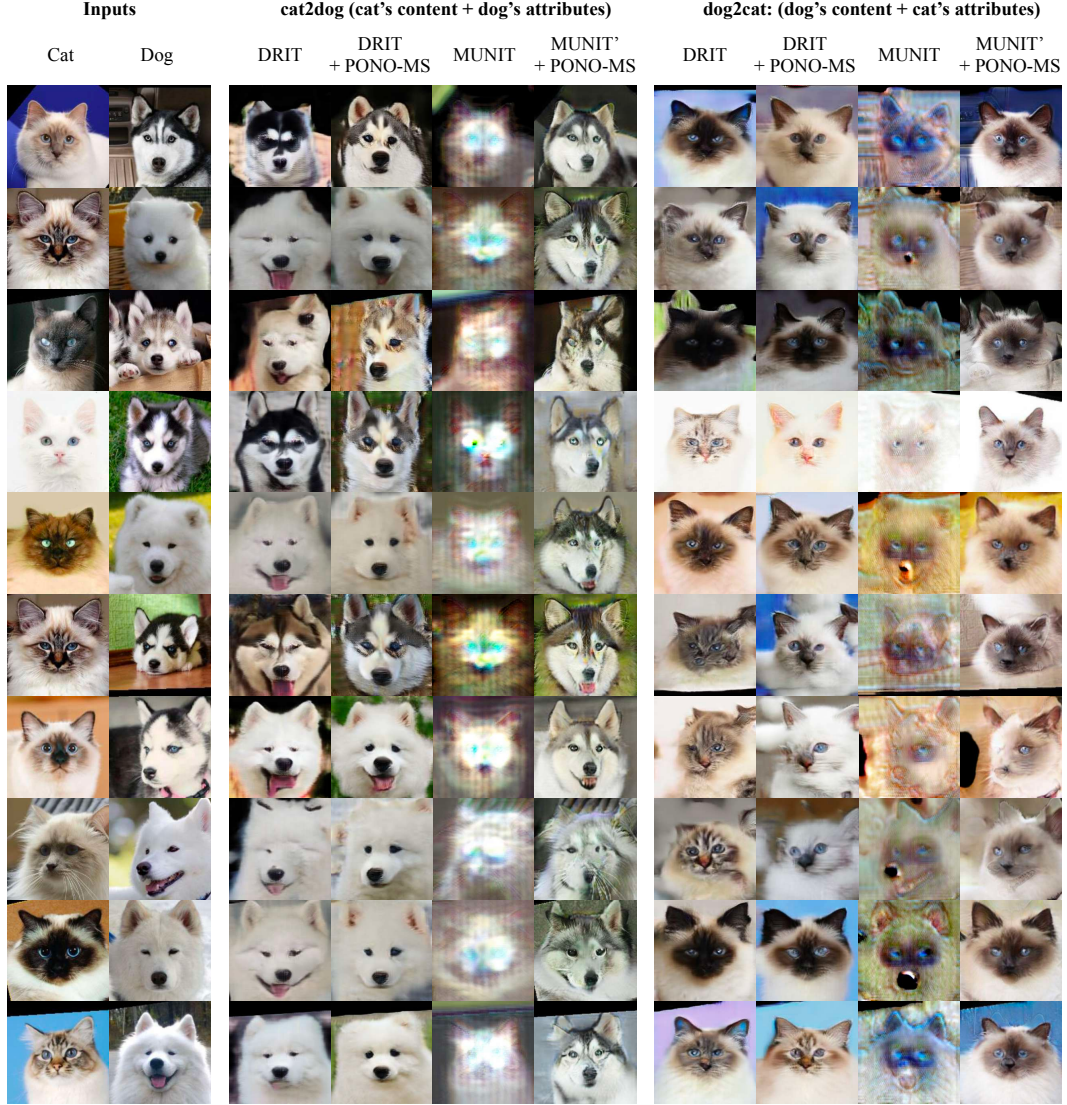 Inputs
cat2dog (cat's content + dog's attributes)
dog2cat: (dog's content + cat's attributes)
Cat
Dog
DRIT
DRIT
+ PONO-MS
MUNIT
MUNIT'
+ PONO-MS
DRIT
DRIT
+ PONO-MS
MUNIT
MUNIT'
+ PONO-MS